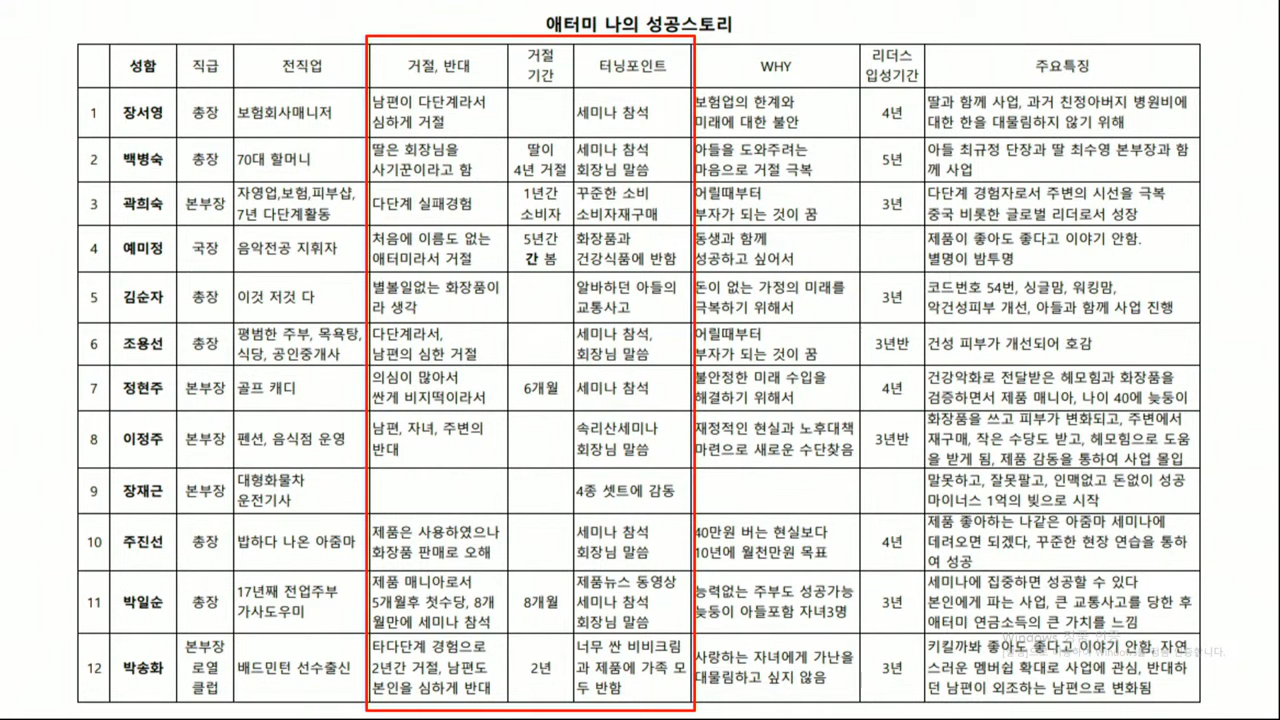 애터미 나의 성공스토리
성함 직급 전직업 거절, 반대 거절 기간 터닝포인트 WHY 리더스 입성기간 주요특징
1 장서영 총장 보험회사매니저 남편이 다단계라서 심하게 거절 세미나 참석 보험업의 한계와 미래에 대한 불안 4년 딸과 함께 사업, 과거 친정아버지 병원비에 대한 한을 대물림하지 않기 위해
2 백병숙 총장 70대 할머니 딸은 회장님을 사기꾼이라고 함 딸이 4년 거절 세미나 참석 회장님 말씀 아들을 도와주려는 마음으로 거절 극복 5년 아들 최규정 단장과 딸 최수영 본부장과 함께 사업
3 곽희숙 본부장 자영업,보험,피부샵, 7년 다단계활동 다단계 실패경험 1년간 소비자 꾸준한 소비 소비자재구매 어릴때부터 부자가 되는 것이 꿈 3년 다단계 경험자로서 주변의 시선을 극복 중국 비롯한 글로벌 리더로서 성장
4 예미정 국장 음악전공 지휘자 처음에 이름도 없는 애터미라서 거절 5년간 간 봄 화장품과 건강식품에 반함 동생과 함께 성공하고 싶어서 제품이 좋아도 좋다고 이야기 안함. 별명이 밤투명
5 김순자 총장 이것 저것 다 별볼일없는 화장품이라 생각 알바하던 아들의 교통사고 돈이 없는 가정의 미래를 극복하기 위해서 3년 코드번호 54번, 싱글맘, 워킹맘, 악건성피부 개선, 아들과 함께 사업 진행
6 조용선 총장 평범한 주부, 목욕탕, 식당, 공인중개사 다단계라서, 남편의 심한 거절 세미나 참석, 회장님 말씀 어릴때부터 부자가 되는 것이 꿈 3년반 건성 피부가 개선되어 호감
7 정현주 본부장 골프 캐디 의심이 많아서 싼게 비지떡이라서 6개월 세미나 참석 불안정한 미래 수입을 해결하기 위해서 4년 건강악화로 전달받은 헤모힘과 화장품을 검증하면서 제품 매니아, 나이 40에 늦둥이
8 이정주 본부장 펜션, 음식점 운영 남편, 자녀, 주변의 반대 속리산세미나 회장님 말씀 재정적인 현실과 노후대책 마련으로 새로운 수단찾음 3년반 화장품을 쓰고 피부가 변화되고, 주변에서 재구매, 작은 수당도 받고, 헤모힘으로 도움을 받게 됨, 제품 감동을 통하여 사업 몰입
9 장재근 본부장 대형화물차 운전기사 4종 셋트에 감동 말못하고, 잘못팔고, 인맥없고 돈없이 성공 마이너스 1억의 빚으로 시작
10 주진선 총장 밥하다 나온 아줌마 제품은 사용하였으나 화장품 판매로 오해 세미나 참석 회장님 말씀 40만원 버는 현실보다 10년에 월천만원 목표 4년 제품 좋아하는 나같은 아줌마 세미나에 데려오면 되겠다, 꾸준한 현장 연습을 통하여 성공
11 박일순 총장 17년째 전업주부 가사도우미 제품 매니아로서 5개월후 첫수당, 8개월만에 세미나 참석 8개월 제품뉴스 동영상 세미나 참석 회장님 말씀 능력없는 주부도 성공가능 늦둥이 아들포함 자녀3명 3년 세미나에 집중하면 성공할 수 있다 본인에게 파는 사업, 큰 교통사고를 당한 후 애터미 연금소득의 큰 가치를 느낌
12 박송화 본부장 로열 클럽 배드민턴 선수출신 타다단계 경험으로 2년간 거절, 남편도 본인을 심하게 반대 2년 너무 싼 비비크림과 제품에 가족 모두 반함 사랑하는 자녀에게 가난을 대물림하고 싶지 않음 3년 키킬까봐 좋아도 좋다고 이야기 안함, 자연스러운 멤버쉽 확대로 사업에 관심, 반대하던 남편이 외조하는 남편으로 변화됨